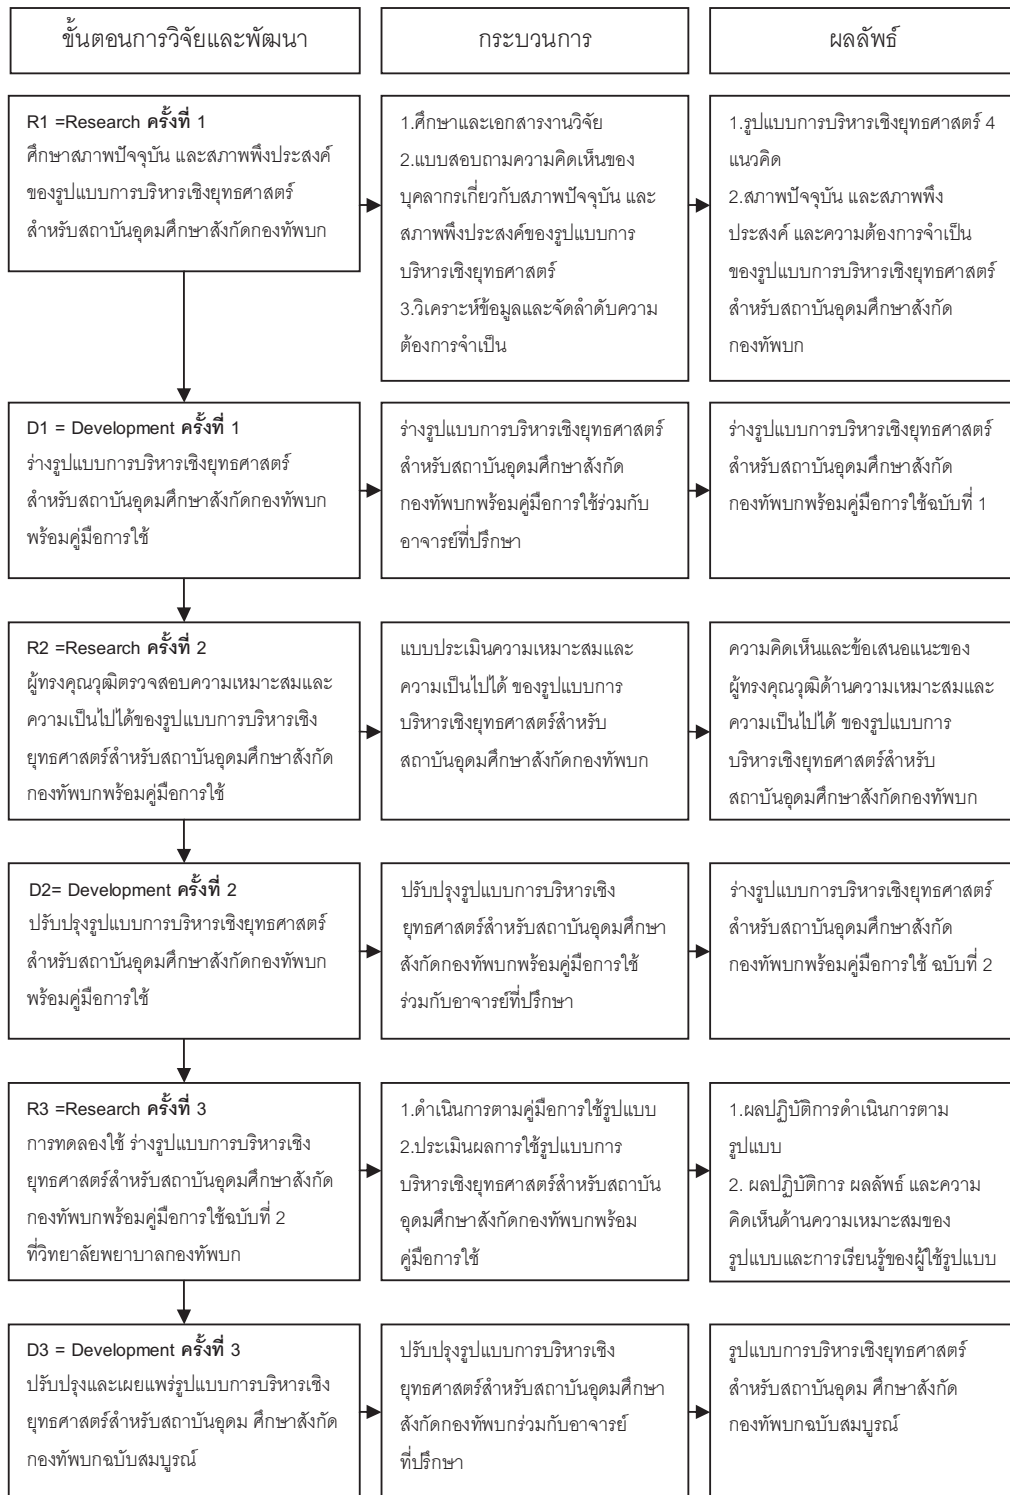 ขั้นตอนการวิจัยและพัฒนา
กระบวนการ
ผลลัพธ์
R1 =Research ครั้งที่ 1
ศึกษาสภาพปัจจุบัน และสภาพพึงประสงค์
ของรูปแบบการบริหารเชิงยุทธศาสตร์
สำหรับสถาบันอุดมศึกษาสังกัดกองทัพบก
1.ศึกษาและเอกสารงานวิจัย
2.แบบสอบถามความคิดเห็นของ
บุคลากรเกี่ยวกับสภาพปัจจุบัน และ
สภาพพึงประสงค์ของรูปแบบการ
บริหารเชิงยุทธศาสตร์
3.วิเคราะห์ข้อมูลและจัดลำดับความ
ต้องการจำเป็น
1.รูปแบบการบริหารเชิงยุทธศาสตร์ 4
แนวคิด
2.สภาพปัจจุบัน และสภาพพึง
ประสงค์ และความต้องการจำเป็น
ของรูปแบบการบริหารเชิงยุทธศาสตร์
สำหรับสถาบันอุดมศึกษาสังกัด
กองทัพบก
D1 = Development ครั้งที่ 1
ร่างรูปแบบการบริหารเชิงยุทธศาสตร์
สำหรับสถาบันอุดมศึกษาสังกัดกองทัพบก
พร้อมคู่มือการใช้
ร่างรูปแบบการบริหารเชิงยุทธศาสตร์
สำหรับสถาบันอุดมศึกษาสังกัด
กองทัพบกพร้อมคู่มือการใช้ร่วมกับ
อาจารย์ที่ปรึกษา
ร่างรูปแบบการบริหารเชิงยุทธศาสตร์
สำหรับสถาบันอุดมศึกษาสังกัด
กองทัพบกพร้อมคู่มือการใช้ฉบับที่ 1
R2 =Research ครั้งที่ 2
ผู้ทรงคุณวุฒิตรวจสอบความเหมาะสมและ
ความเป็นไปได้ของรูปแบบการบริหารเชิง
ยุทธศาสตร์สำหรับสถาบันอุดมศึกษาสังกัด
กองทัพบกพร้อมคู่มือการใช้
แบบประเมินความเหมาะสมและ
ความเป็นไปได้ ของรูปแบบการ
บริหารเชิงยุทธศาสตร์สำหรับ
สถาบันอุดมศึกษาสังกัดกองทัพบก
ความคิดเห็นและข้อเสนอแนะของ
ผู้ทรงคุณวุฒิด้านความเหมาะสมและ
ความเป็นไปได้ ของรูปแบบการ
บริหารเชิงยุทธศาสตร์สำหรับ
สถาบันอุดมศึกษาสังกัดกองทัพบก
D2= Development ครั้งที่ 2
ปรับปรุงรูปแบบการบริหารเชิงยุทธศาสตร์
สำหรับสถาบันอุดมศึกษาสังกัดกองทัพบก
พร้อมคู่มือการใช้
ปรับปรุงรูปแบบการบริหารเชิง
ยุทธศาสตร์สำหรับสถาบันอุดมศึกษา
สังกัดกองทัพบกพร้อมคู่มือการใช้
ร่วมกับอาจารย์ที่ปรึกษา
ร่างรูปแบบการบริหารเชิงยุทธศาสตร์
สำหรับสถาบันอุดมศึกษาสังกัด
กองทัพบกพร้อมคู่มือการใช้ ฉบับที่ 2
R3 =Research ครั้งที่ 3
การทดลองใช้ ร่างรูปแบบการบริหารเชิง
ยุทธศาสตร์สำหรับสถาบันอุดมศึกษาสังกัด
กองทัพบกพร้อมคู่มือการใช้ฉบับที่ 2
ที่วิทยาลัยพยาบาลกองทัพบก
1.ดำเนินการตามคู่มือการใช้รูปแบบ
2.ประเมินผลการใช้รูปแบบการ
บริหารเชิงยุทธศาสตร์สำหรับสถาบัน
อุดมศึกษาสังกัดกองทัพบกพร้อม
คู่มือการใช้
1.ผลปฏิบัติการดำเนินการตาม
รูปแบบ
2. ผลปฏิบัติการ ผลลัพธ์ และความ
คิดเห็นด้านความเหมาะสมของ
รูปแบบและการเรียนรู้ของผู้ใช้รูปแบบ
D3 = Development ครั้งที่ 3
ปรับปรุงและเผยแพร่รูปแบบการบริหารเชิง
ยุทธศาสตร์สำหรับสถาบันอุดม ศึกษาสังกัด
กองทัพบกฉบับสมบูรณ์
ปรับปรุงรูปแบบการบริหารเชิง
ยุทธศาสตร์สำหรับสถาบันอุดมศึกษา
สังกัดกองทัพบกร่วมกับอาจารย์
ที่ปรึกษา
รูปแบบการบริหารเชิงยุทธศาสตร์
สำหรับสถาบันอุดม ศึกษาสังกัด
กองทัพบกฉบับสมบูรณ์